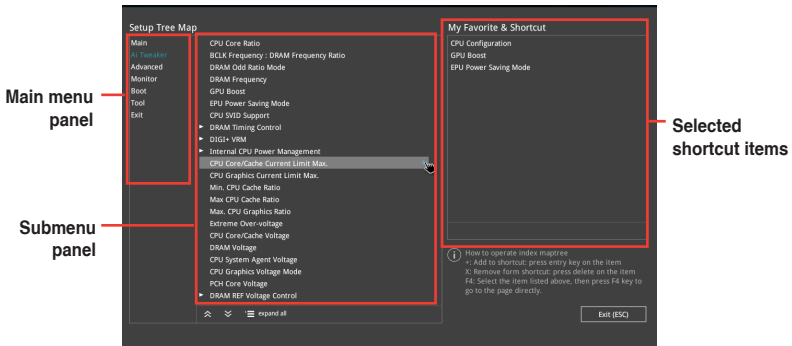 Setup Tree Map
Main
Ai Tweaker
Advanced
Monitor
Boot
Tool
Exit
CPU Core Ratio
BCLK Frequency : DRAM Frequency Ratio
DRAM Odd Ratio Mode
DRAM Frequency
GPU Boost
EPU Power Saving Mode
CPU SVID Support
DRAM Timing Control
DIGI+ VRM
Internal CPU Power Management
CPU Core/Cache Current Limit Max.
CPU Graphics Current Limit Max.
Min. CPU Cache Ratio
Max CPU Cache Ratio
Max. CPU Graphics Ratio
Extreme Over-voltage
CPU Core/Cache Voltage
DRAM Voltage
CPU System Agent Voltage
CPU Graphics Voltage Mode
PCH Core Voltage
DRAM REF Voltage Control
expand all
My Favorite & Shortcut
CPU Configuration
GPU Boost
EPU Power Saving Mode
How to operate index maptree
+: Add to shortcut: press entry key on the item
X: Remove form shortcut: press delete on the item
F4: Select the item listed above, then press F4 key to
go to the page directly.
Exit (ESC)
Main menu
panel
Submenu
panel
Selected
shortcut items